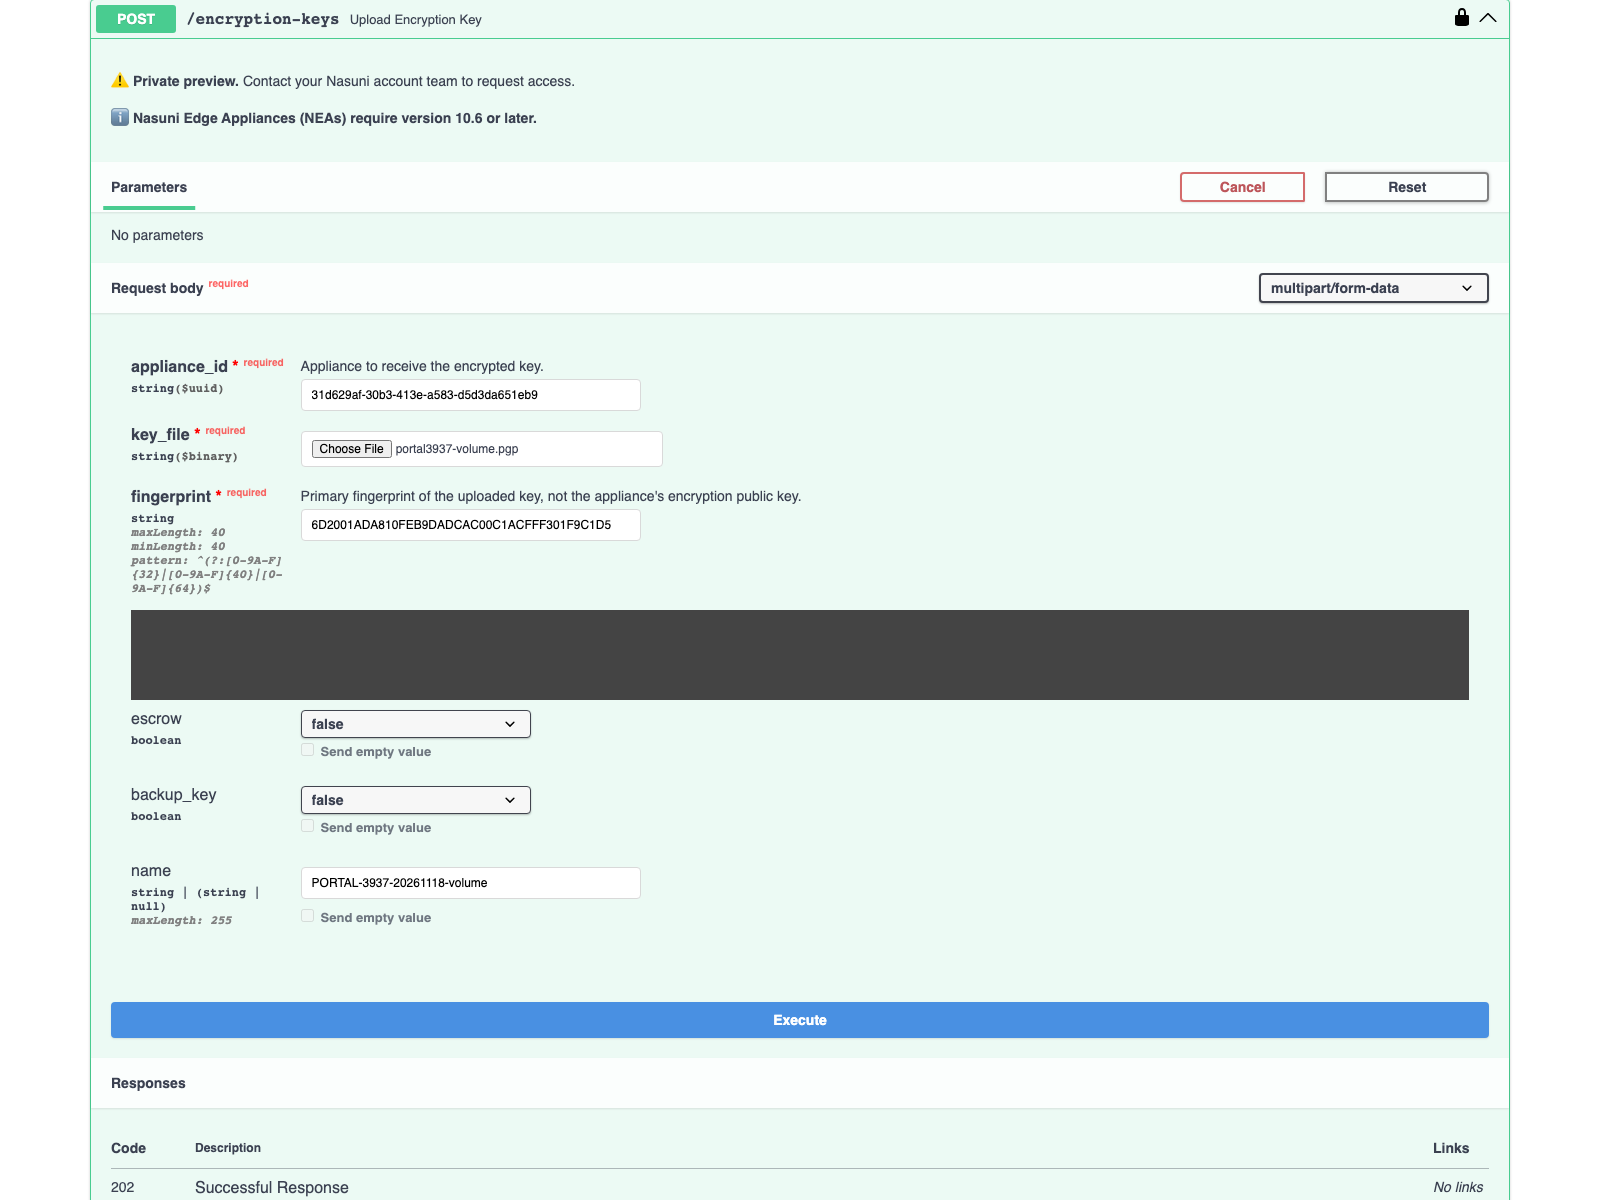 POST /encryption-keys Upload Encryption Key
⚠️ Private preview. Contact your Nasuni account team to request access.
ℹ️ Nasuni Edge Appliances (NEAs) require version 10.6 or later.
Parameters
Cancel
Reset
No parameters
Request body required
multipart/form-data
appliance_id * required
string($uuid)
Appliance to receive the encrypted key.
31d629af-30b3-413e-a583-d5d3da651eb9
key_file * required
string($binary)
Choose File portal3937-volume.pgp
fingerprint * required
string
maxLength: 40
minLength: 40
pattern: ^(?:[0-9A-F]
{32}|[0-9A-F]{40}|[0-
9A-F]{64})$
Primary fingerprint of the uploaded key, not the appliance's encryption public key.
6D2001ADA810FEB9DADCAC00C1ACFFF301F9C1D5
escrow
boolean
false
Send empty value
backup_key
boolean
false
Send empty value
name
string | (string |
null)
maxLength: 255
PORTAL-3937-20261118-volume
Send empty value
Execute
Responses
Code Description Links
202 Successful Response No links